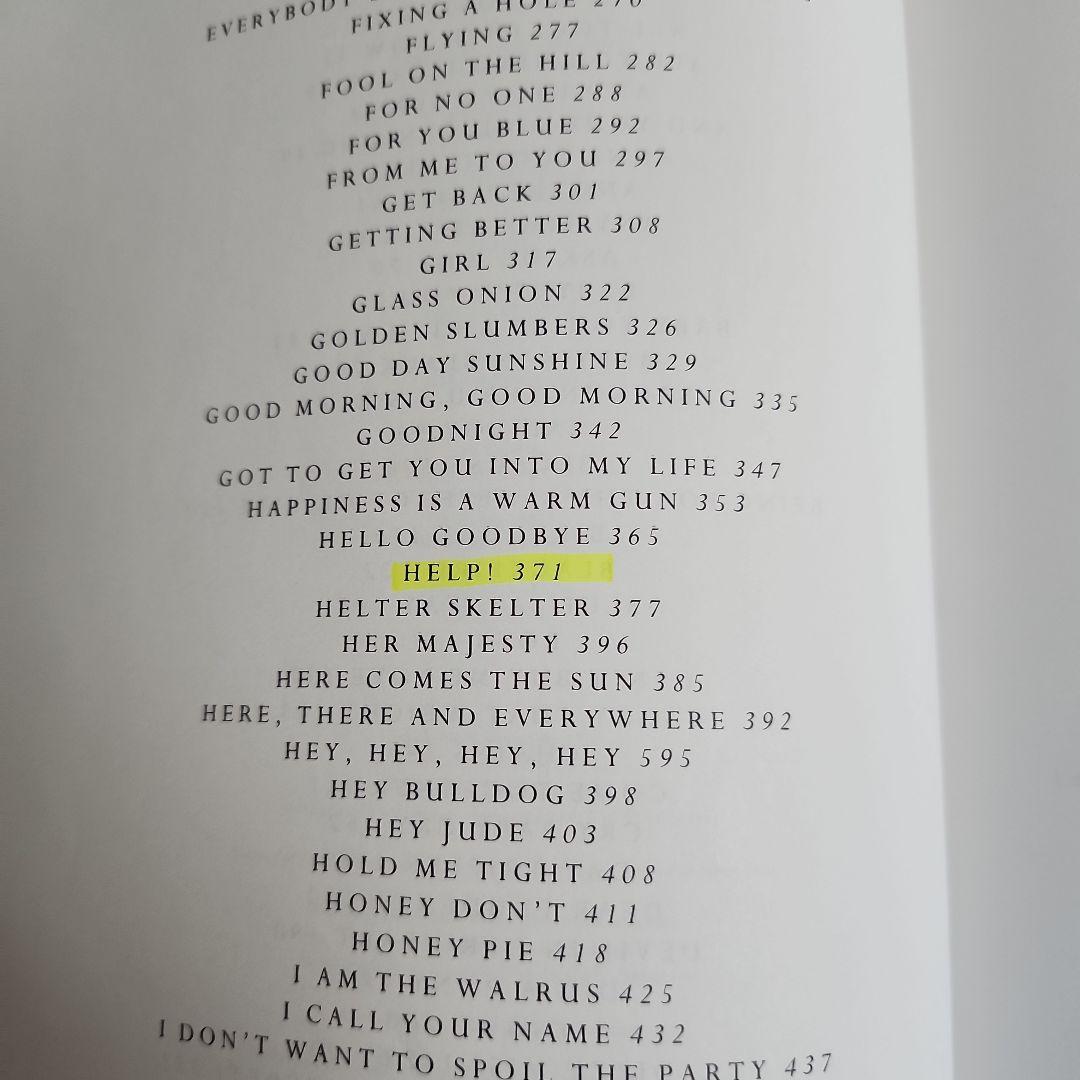 EVERYBODY
FIXING A HOLE 270
FLYING 277
FOOL ON THE HILL 282
FOR NO ONE 288
FOR YOU BLUE 292
FROM ME TO YOU 297
GET BACK 301
GETTING BETTER 308
GIRL 317
GLASS ONION 322
GOLDEN SLUMBERS 326
GOOD DAY SUNSHINE 329
GOOD MORNING, GOOD MORNING 335
GOODNIGHT 342
GOT TO GET YOU INTO MY LIFE 347
HAPPINESS IS A WARM GUN 353
HELLO GOODBYE 365
HELP! 371
HELTER SKELTER 377
HER MAJESTY 396
HERE COMES THE SUN 385
HERE, THERE AND EVERYWHERE 392
HEY, HEY, HEY, HEY 595
HEY BULLDOG 398
HEY JUDE 403
HOLD ME TIGHT 408
HONEY DON'T 411
HONEY PIE 418
I AM THE WALRUS 425
I CALL YOUR NAME 432
I DON'T WANT TO SPOIL THE PARTY 437